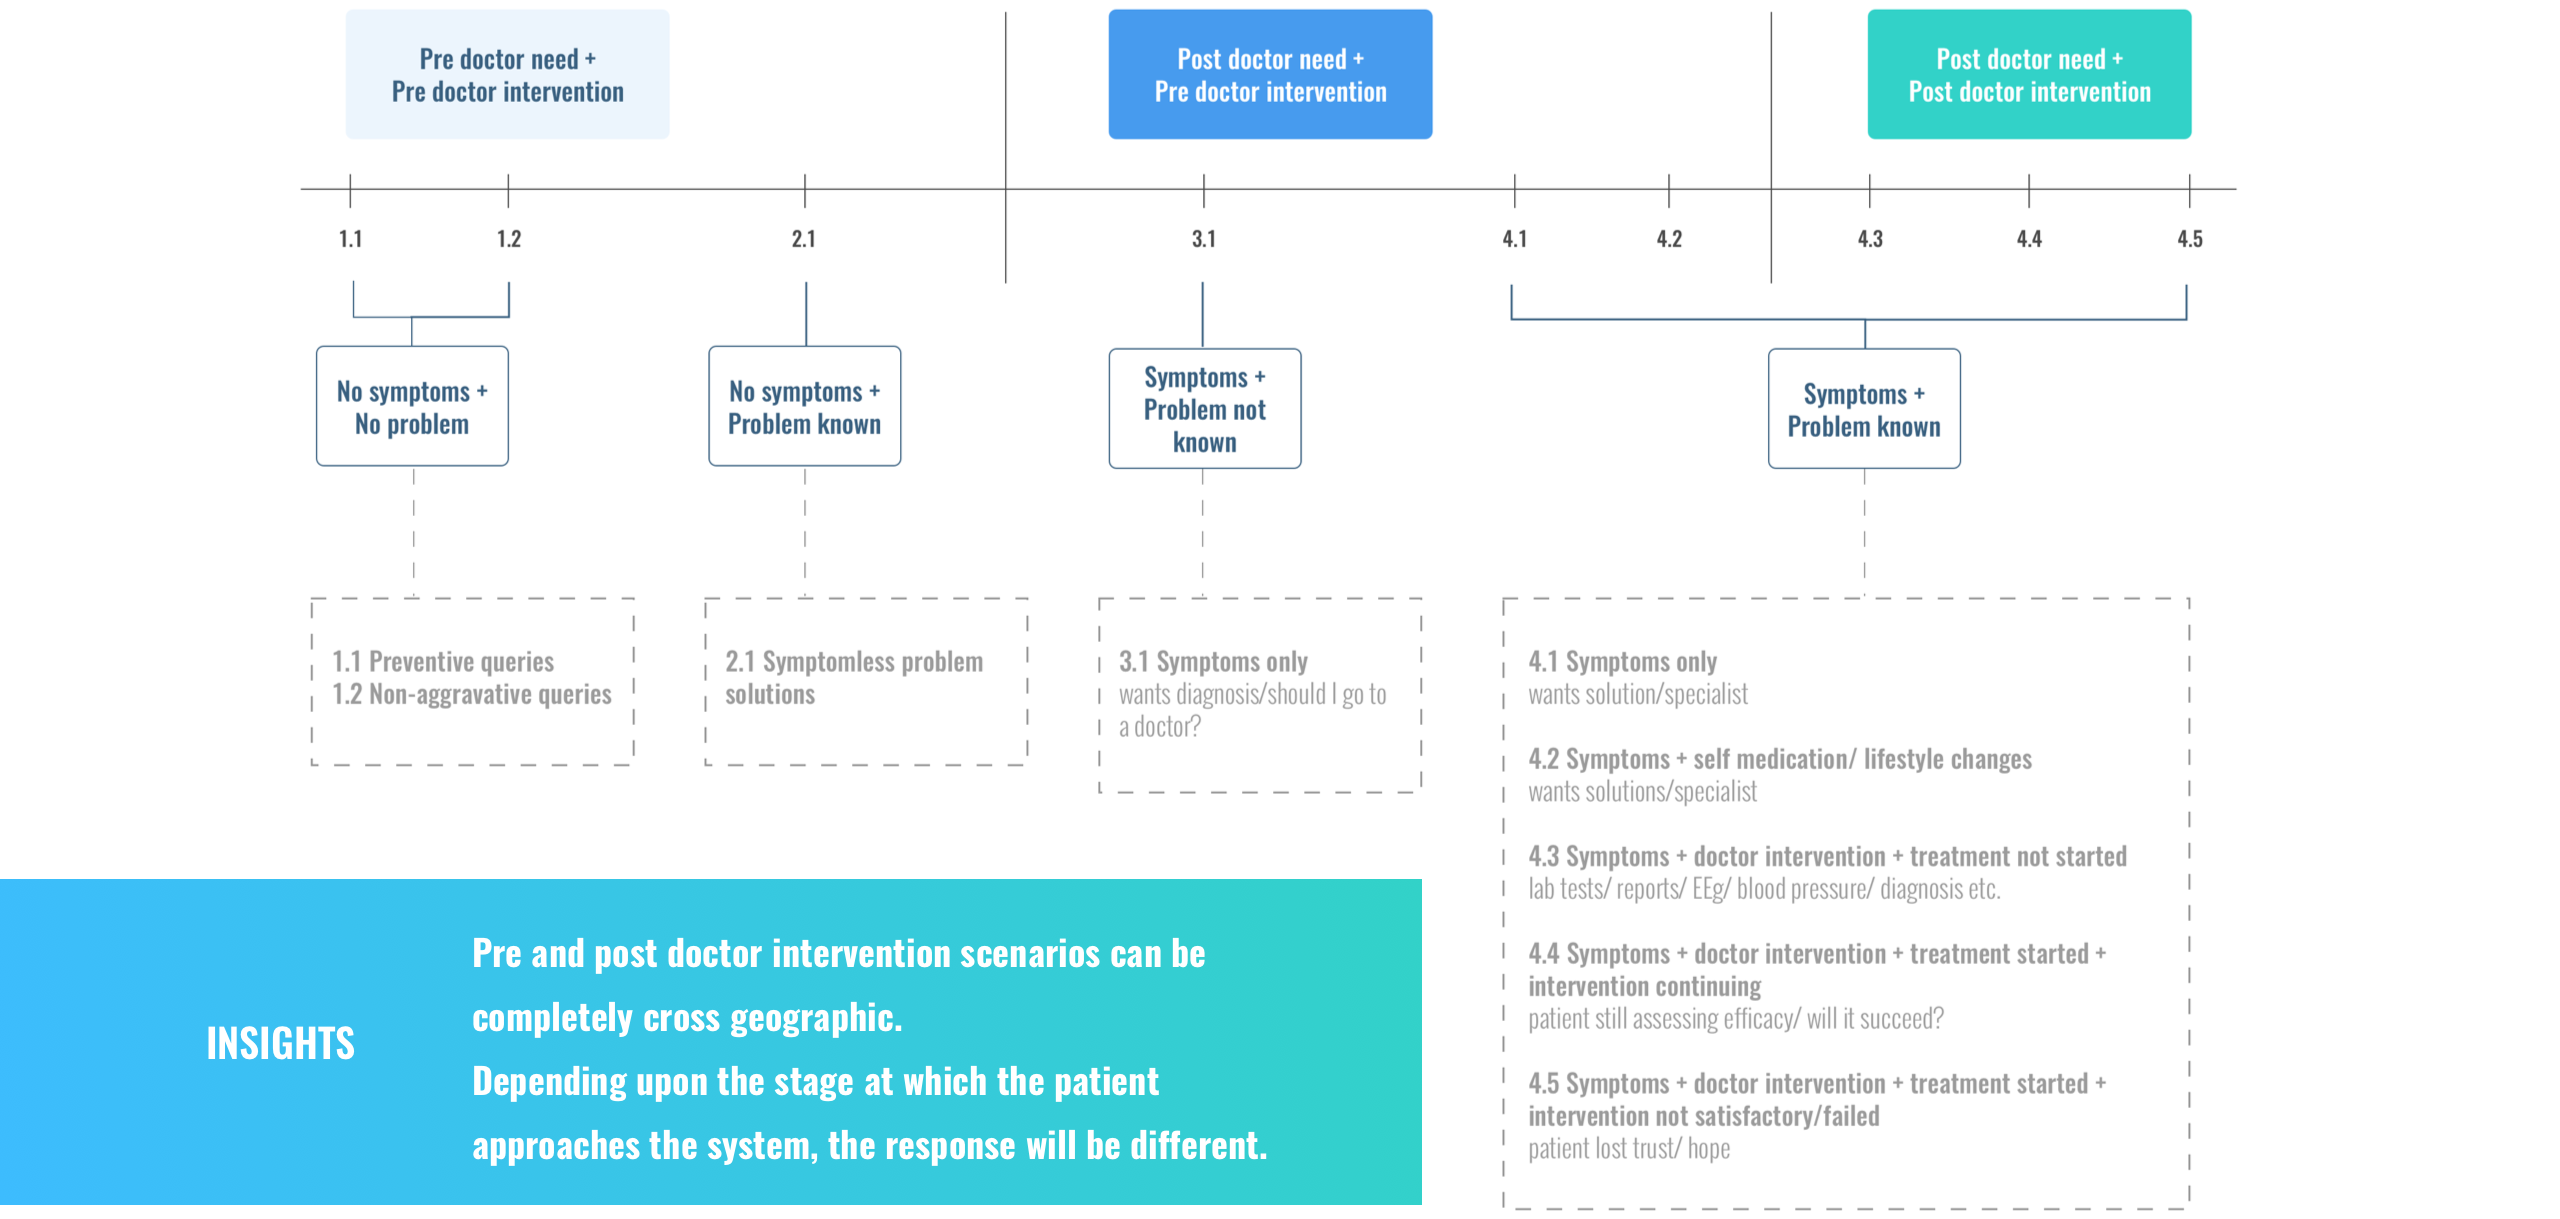 Pre doctor need +
Pre doctor intervention
Post doctor need +
Pre doctor intervention
Post doctor need +
Post doctor intervention
1.1
1.2
2.1
3.1
4.1
4.2
4.3
4.4
4.5
No symptoms +
No problem
No symptoms +
Problem known
Symptoms +
Problem not
known
Symptoms +
Problem known
1.1 Preventive queries
1.2 Non-aggravative queries
2.1 Symptomless problem
solutions
3.1 Symptoms only
wants diagnosis/should I go to
a doctor?
4.1 Symptoms only
wants solution/specialist
4.2 Symptoms + self medication/ lifestyle changes
wants solutions/specialist
4.3 Symptoms + doctor intervention + treatment not started
lab tests/ reports/ EEg/ blood pressure/ diagnosis etc.
4.4 Symptoms + doctor intervention + treatment started +
intervention continuing
patient still assessing efficacy/ will it succeed?
4.5 Symptoms + doctor intervention + treatment started +
intervention not satisfactory/failed
patient lost trust/ hope
INSIGHTS
Pre and post doctor intervention scenarios can be
completely cross geographic.
Depending upon the stage at which the patient
approaches the system, the response will be different.